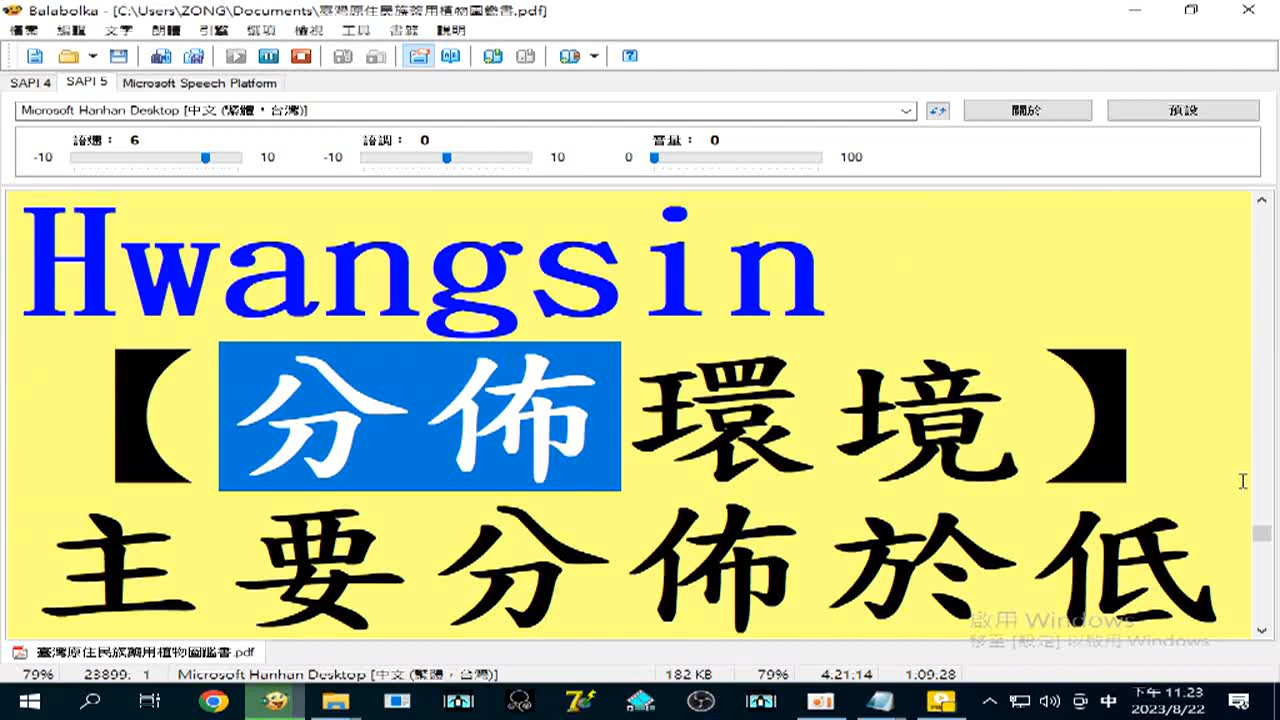 Balabolka - [C:\Users\ZONG\Documents\臺灣原住民族藥用植物圖鑑書.pdf]
檔案 編輯 文字 朗讀 引擎 選項 檢視 工具 書籤 說明
SAPI 4 SAPI 5 Microsoft Speech Platform
Microsoft Hanhan Desktop [中文 (繁體，台灣)] 關於 預設
語速： 6 語調： 0 音量： 0
-10 10 -10 10 0 100
Hwangsin
【分佈環境】
主要分佈於低
啟用 Windows
移至 [設定] 以啟用 Windows。
臺灣原住民族藥用植物圖鑑書.pdf
79% 23899: 1 Microsoft Hanhan Desktop [中文 (繁體，台灣)] 182 KB 79% 4.21.14 1.09.28
中 下午 11:23
2023/8/22